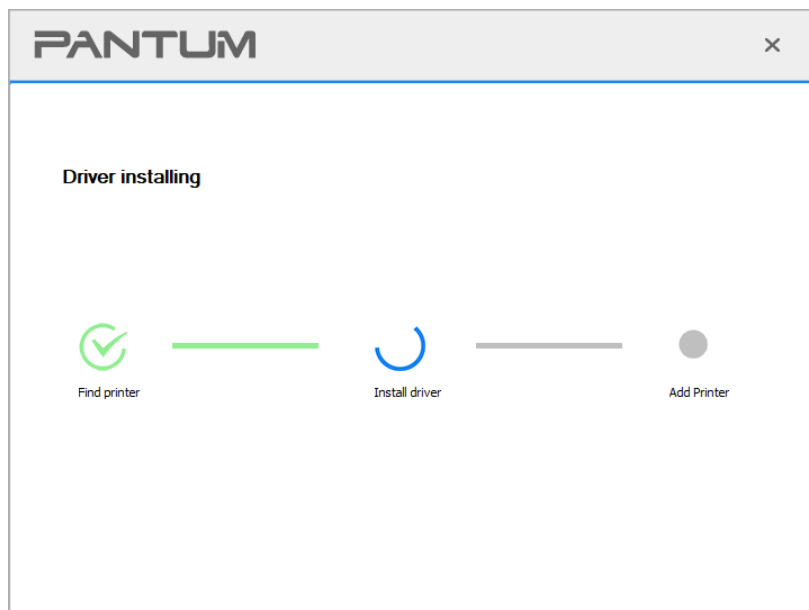 PANTUM
Driver installing
Find printer
Install driver
Add Printer